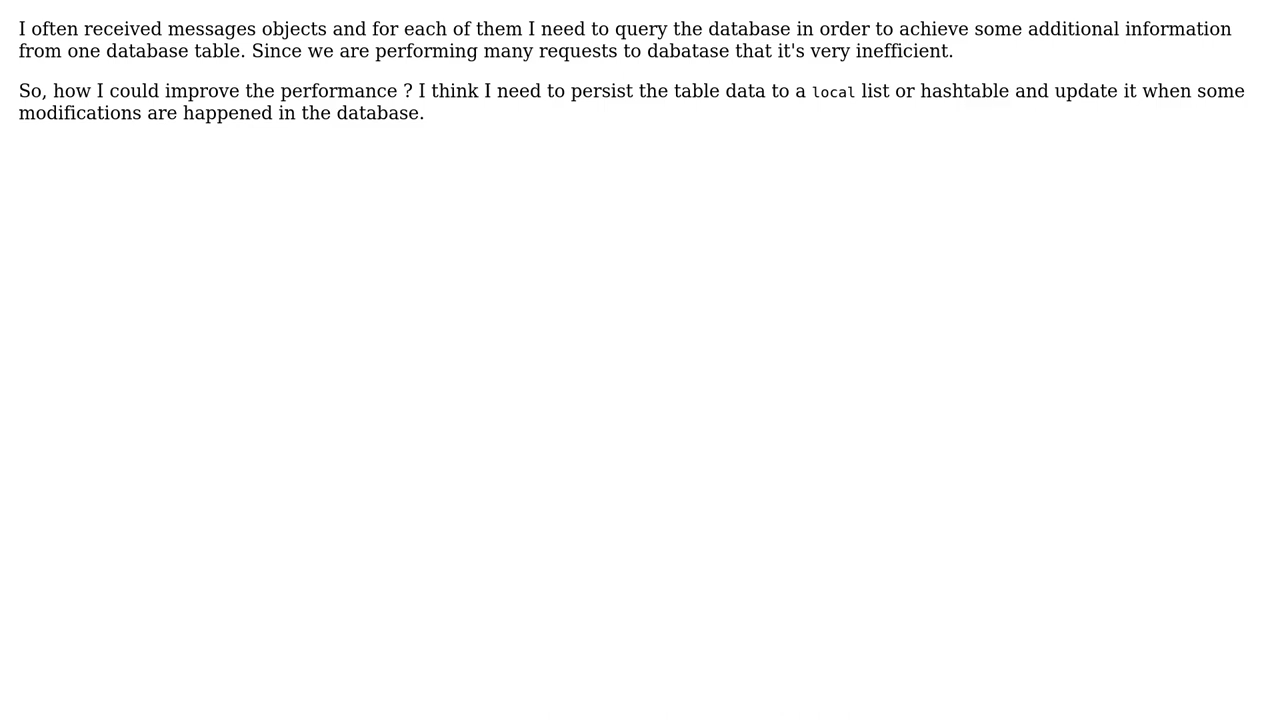 I often received messages objects and for each of them I need to query the database in order to achieve some additional information
from one database table. Since we are performing many requests to dabatase that it's very inefficient.
So, how I could improve the performance ? I think I need to persist the table data to a local list or hashtable and update it when some
modifications are happened in the database.